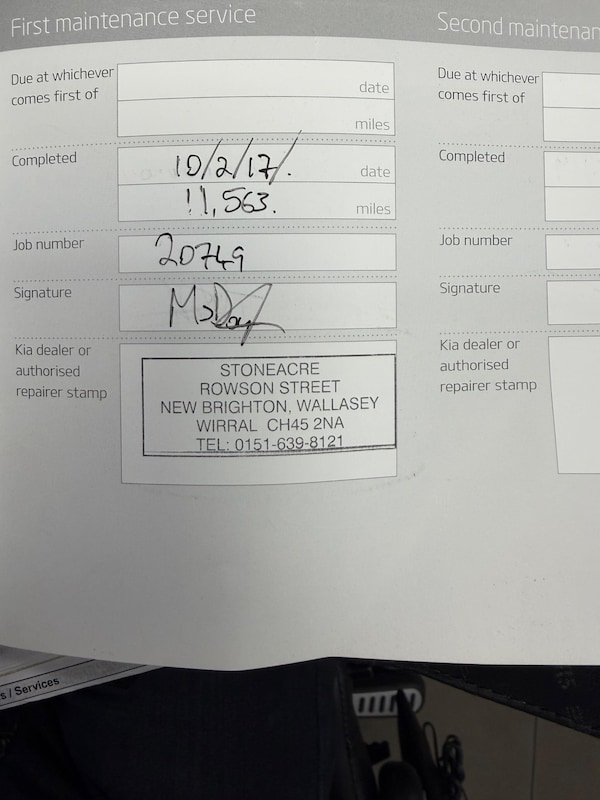 First maintenance service
Due at whichever
comes first of
date
miles
Completed
10/2/17/.
date
11,563.
miles
Job number
20749
Signature
Kia dealer or
authorised
repairer stamp
STONEACRE
ROWSON STREET
NEW BRIGHTON, WALLASEY
WIRRAL CH45 2NA
TEL: 0151-639-8121
Second maintenan
Due at whichever
comes first of
Completed
Job number
Signature
Kia dealer or
authorised
repairer stamp
s / Services